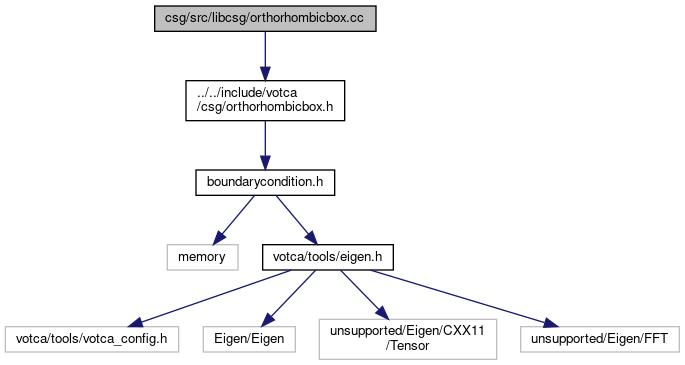 csg/src/libcsg/orthorhombicbox.cc
../../include/votca
/csg/orthorhombicbox.h
boundarycondition.h
memory
votca/tools/eigen.h
votca/tools/votca_config.h
Eigen/Eigen
unsupported/Eigen/CXX11
/Tensor
unsupported/Eigen/FFT